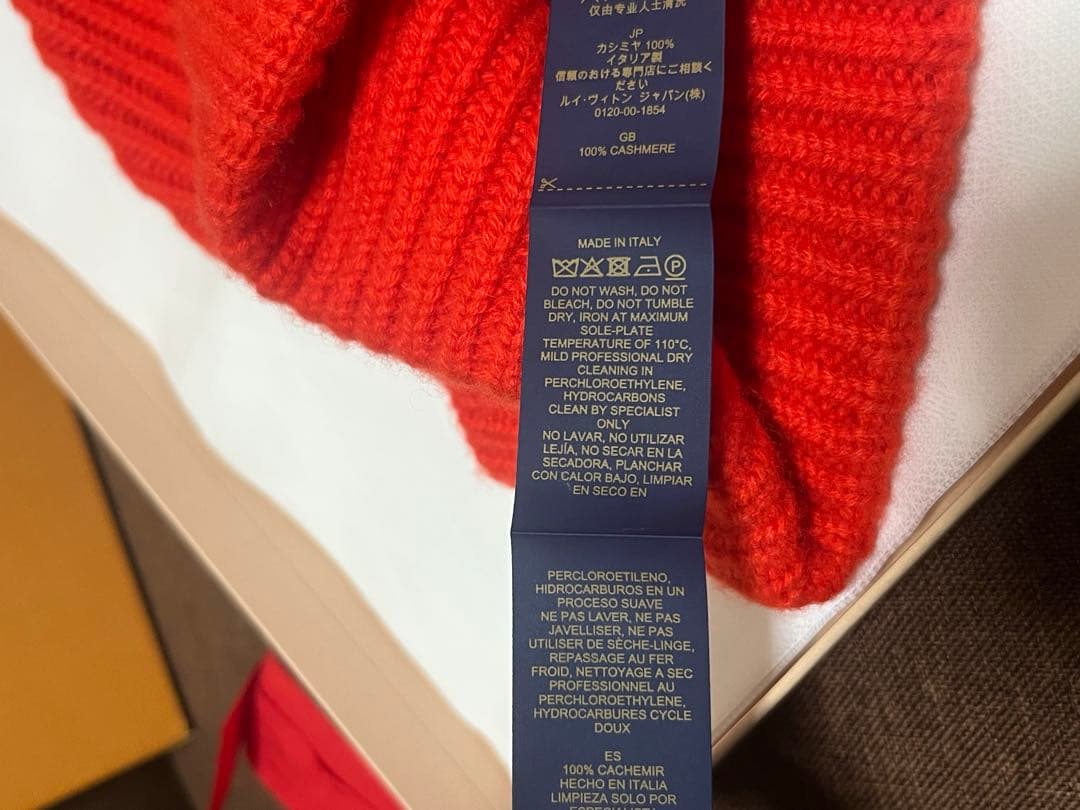 仅由专业人士清洗
JP
カシミヤ 100%
イタリア製
信頼のおける専門店にご相談く
ださい
ルイ・ヴィトン ジャパン(株)
0120-00-1854
GB
100% CASHMERE
MADE IN ITALY
P
DO NOT WASH, DO NOT
BLEACH, DO NOT TUMBLE
DRY, IRON AT MAXIMUM
SOLE-PLATE
TEMPERATURE OF 110°C,
MILD PROFESSIONAL DRY
CLEANING IN
PERCHLOROETHYLENE,
HYDROCARBONS
CLEAN BY SPECIALIST
ONLY
NO LAVAR, NO UTILIZAR
LEJÍA, NO SECAR EN LA
SECADORA, PLANCHAR
CON CALOR BAJO, LIMPIAR
EN SECO EN
PERCLOROETILENO,
HIDROCARBUROS EN UN
PROCESO SUAVE
NE PAS LAVER, NE PAS
JAVELLISER, NE PAS
UTILISER DE SÈCHE-LINGE,
REPASSAGE AU FER
FROID, NETTOYAGE A SEC
PROFESSIONNEL AU
PERCHLOROETHYLENE,
HYDROCARBURES CYCLE
DOUX
ES
100% CACHEMIR
HECHO EN ITALIA
LIMPIEZA SOLO POR